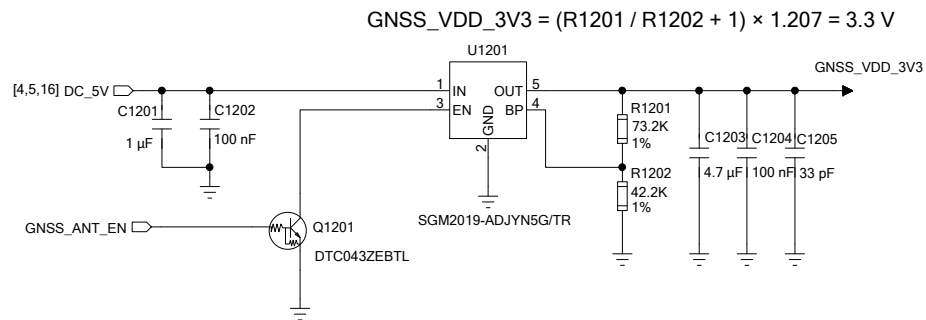 GNSS_VDD_3V3 = (R1201 / R1202 + 1) × 1.207 = 3.3 V
U1201
GNSS_VDD_3V3
[4,5,16] DC_5V
1
IN
OUT
5
3
EN
BP
4
GND
2
C1201
C1202
1 µF
100 nF
R1201
73.2K
1%
R1202
42.2K
1%
C1203
C1204
C1205
4.7 µF
100 nF
33 pF
SGM2019-ADJYN5G/TR
GNSS_ANT_EN
Q1201
DTC043ZEBTL